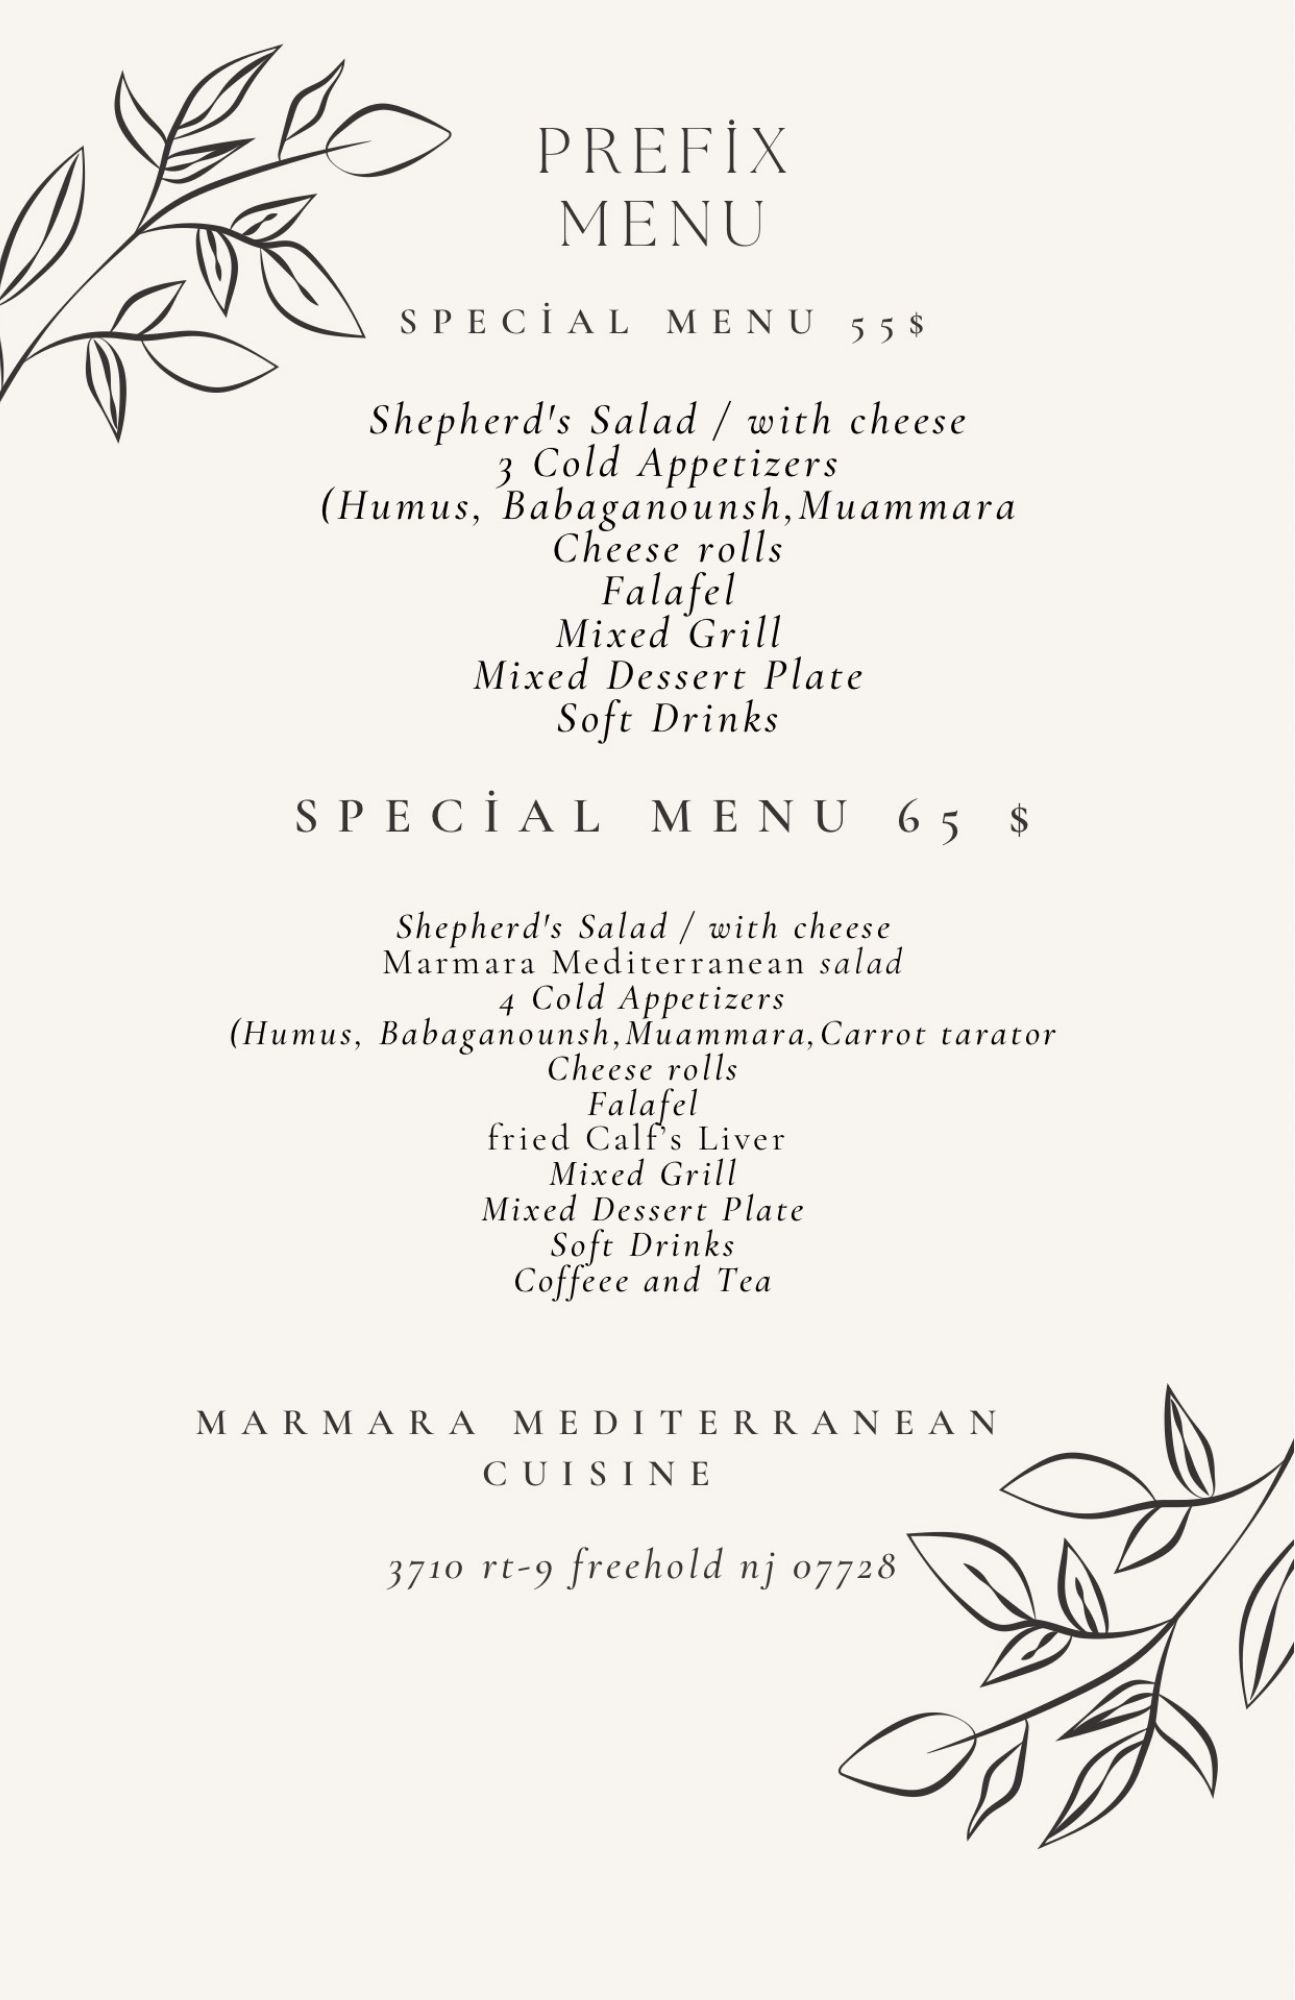 PREFİX
MENU
SPECİAL MENU 55$
Shepherd's Salad / with cheese
3 Cold Appetizers
(Humus, Babaganounsh,Muammara
Cheese rolls
Falafel
Mixed Grill
Mixed Dessert Plate
Soft Drinks
SPECİAL MENU 65 $
Shepherd's Salad / with cheese
Marmara Mediterranean salad
4 Cold Appetizers
(Humus, Babaganounsh,Muammara,Carrot tarator
Cheese rolls
Falafel
fried Calf’s Liver
Mixed Grill
Mixed Dessert Plate
Soft Drinks
Coffeee and Tea
MARMARA MEDITERRANEAN
CUISINE
3710 rt-9 freehold nj 07728